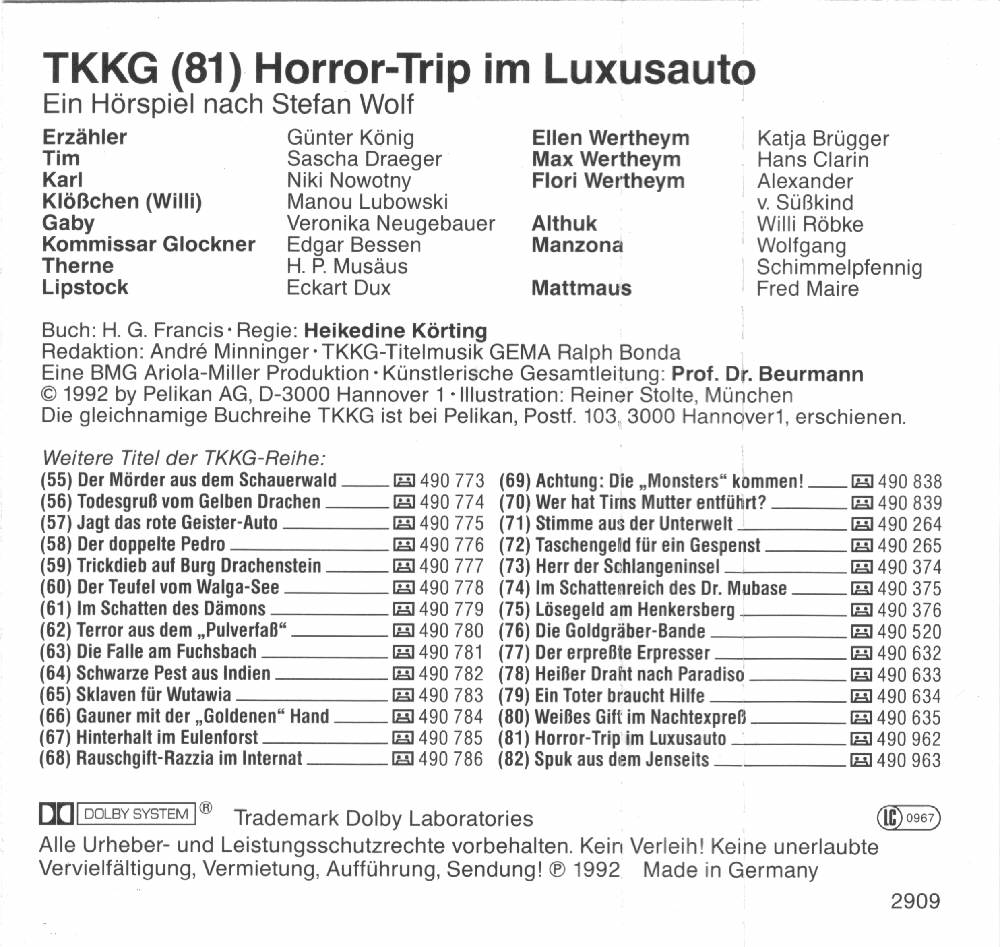 TKKG (81) Horror-Trip im Luxusauto
Ein Hörspiel nach Stefan Wolf
Erzähler Günter König
Tim Sascha Draeger
Karl Niki Nowotny
Klößchen (Willi) Manou Lubowski
Gaby Veronika Neugebauer
Kommissar Glockner Edgar Bessen
Therne H. P. Musäus
Lipstock Eckart Dux
Ellen Wertheym Katja Brügger
Max Wertheym Hans Clarin
Flori Wertheym Alexander
v. Süßkind
Althuk Willi Röbke
Manzona Wolfgang
Schimmelpfennig
Mattmaus Fred Maire
Buch: H. G. Francis · Regie: Heikedine Körting
Redaktion: André Minninger · TKKG-Titelmusik GEMA Ralph Bonda
Eine BMG Ariola-Miller Produktion · Künstlerische Gesamtleitung: Prof. Dr. Beurmann
© 1992 by Pelikan AG, D-3000 Hannover 1 · Illustration: Reiner Stolte, München
Die gleichnamige Buchreihe TKKG ist bei Pelikan, Postf. 103, 3000 Hannover1, erschienen.
Weitere Titel der TKKG-Reihe:
(55) Der Mörder aus dem Schauerwald 490 773
(56) Todesgruß vom Gelben Drachen 490 774
(57) Jagt das rote Geister-Auto 490 775
(58) Der doppelte Pedro 490 776
(59) Trickdieb auf Burg Drachenstein 490 777
(60) Der Teufel vom Walga-See 490 778
(61) Im Schatten des Dämons 490 779
(62) Terror aus dem „Pulverfaß“ 490 780
(63) Die Falle am Fuchsbach 490 781
(64) Schwarze Pest aus Indien 490 782
(65) Sklaven für Wutawia 490 783
(66) Gauner mit der „Goldenen“ Hand 490 784
(67) Hinterhalt im Eulenforst 490 785
(68) Rauschgift-Razzia im Internat 490 786
(69) Achtung: Die „Monsters“ kommen! 490 838
(70) Wer hat Tims Mutter entführt? 490 839
(71) Stimme aus der Unterwelt 490 264
(72) Taschengeld für ein Gespenst 490 265
(73) Herr der Schlangeninsel 490 374
(74) Im Schattenreich des Dr. Mubase 490 375
(75) Lösegeld am Henkersberg 490 376
(76) Die Goldgräber-Bande 490 520
(77) Der erpreßte Erpresser 490 632
(78) Heißer Draht nach Paradiso 490 633
(79) Ein Toter braucht Hilfe 490 634
(80) Weißes Gift im Nachtexpreß 490 635
(81) Horror-Trip im Luxusauto 490 962
(82) Spuk aus dem Jenseits 490 963
DOLBY SYSTEM ® Trademark Dolby Laboratories
LC 0967
Alle Urheber- und Leistungsschutzrechte vorbehalten. Kein Verleih! Keine unerlaubte
Vervielfältigung, Vermietung, Aufführung, Sendung! ℗ 1992 Made in Germany
2909